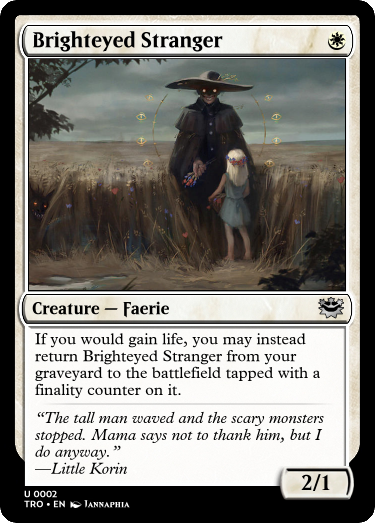 Brighteyed Stranger
Creature — Faerie
If you would gain life, you may instead
return Brighteyed Stranger from your
graveyard to the battlefield tapped with a
finality counter on it.
“The tall man waved and the scary monsters
stopped. Mama says not to thank him, but I
do anyway.”
—Little Korin
2/1
U 0002
TRO • EN Jannaphia